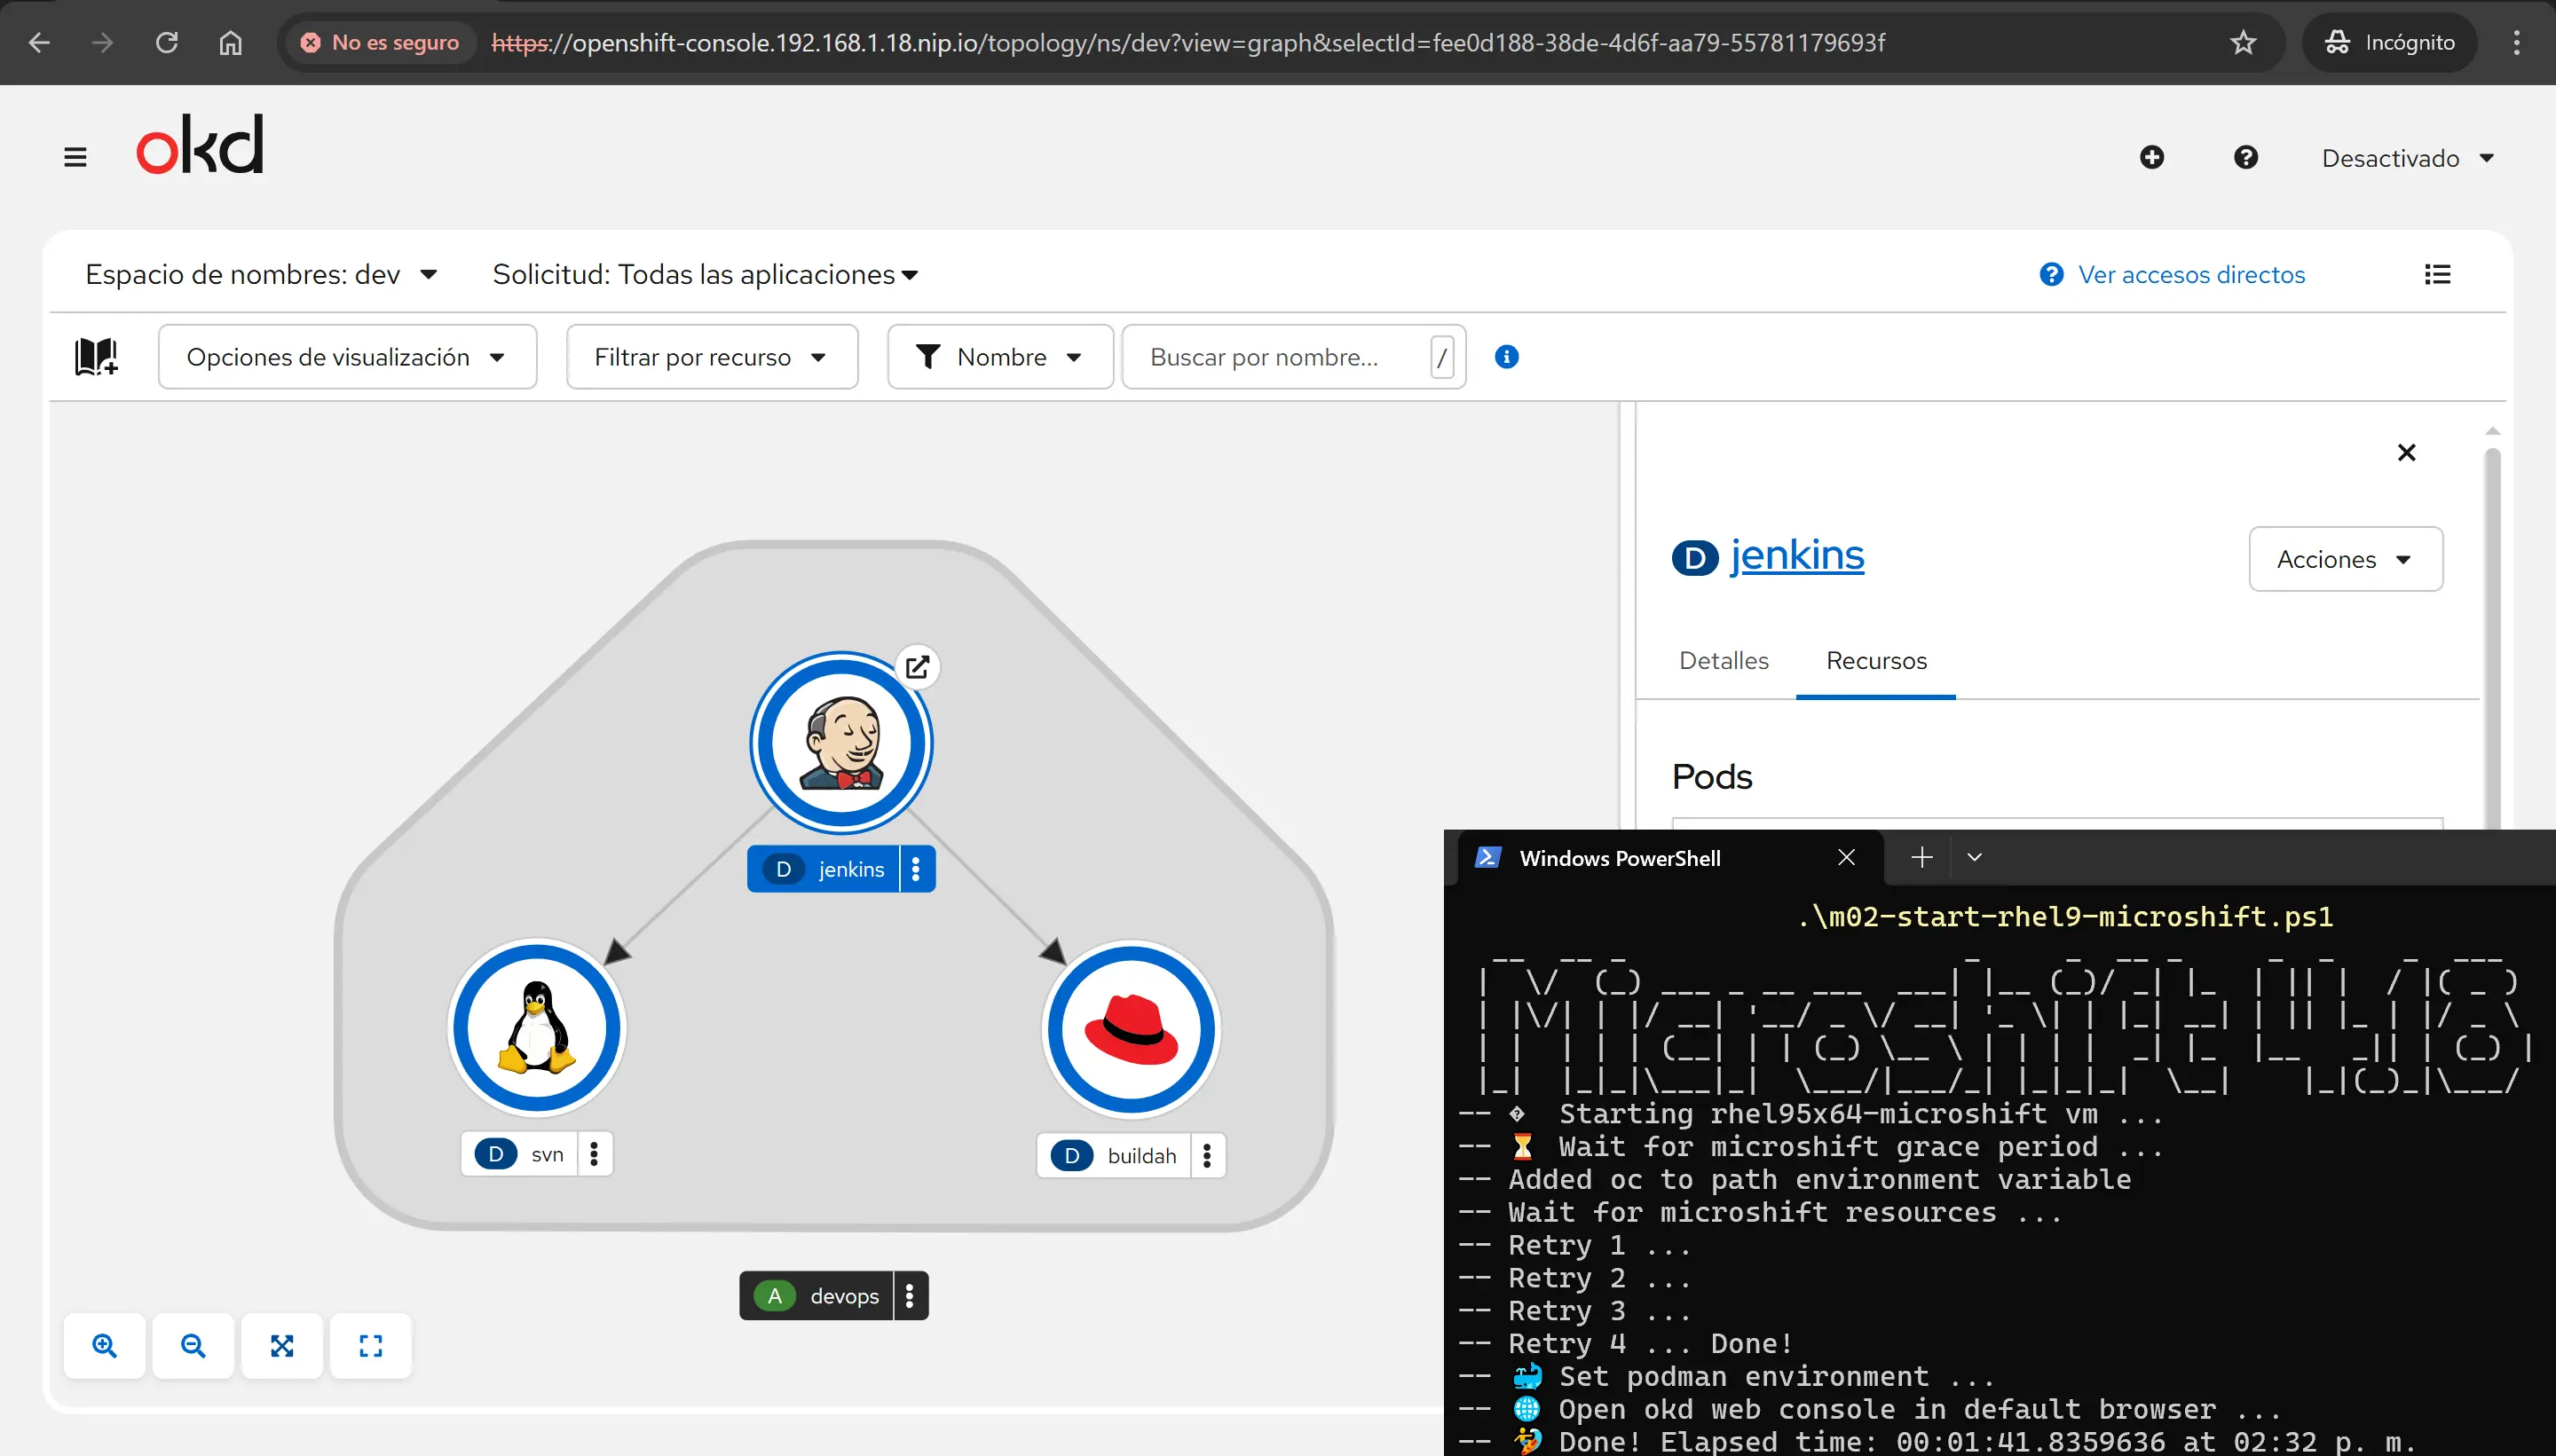 No es seguro
https://openshift-console.192.168.1.18.nip.io/topology/ns/dev?view=graph&selectId=fee0d188-38de-4d6f-aa79-55781179693f
Incógnito
okd
Desactivado
Espacio de nombres: dev
Solicitud: Todas las aplicaciones
Ver accesos directos
Opciones de visualización
Filtrar por recurso
Nombre
Buscar por nombre...
/
D jenkins
Acciones
Detalles
Recursos
Pods
D jenkins
D svn
D buildah
A devops
Windows PowerShell
.\m02-start-rhel9-microshift.ps1
Microshift 4.18
-- � Starting rhel95x64-microshift vm ...
-- ⏳ Wait for microshift grace period ...
-- Added oc to path environment variable
-- Wait for microshift resources ...
-- Retry 1 ...
-- Retry 2 ...
-- Retry 3 ...
-- Retry 4 ... Done!
-- 🐳 Set podman environment ...
-- 🌐 Open okd web console in default browser ...
-- 🏄 Done! Elapsed time: 00:01:41.8359636 at 02:32 p. m.